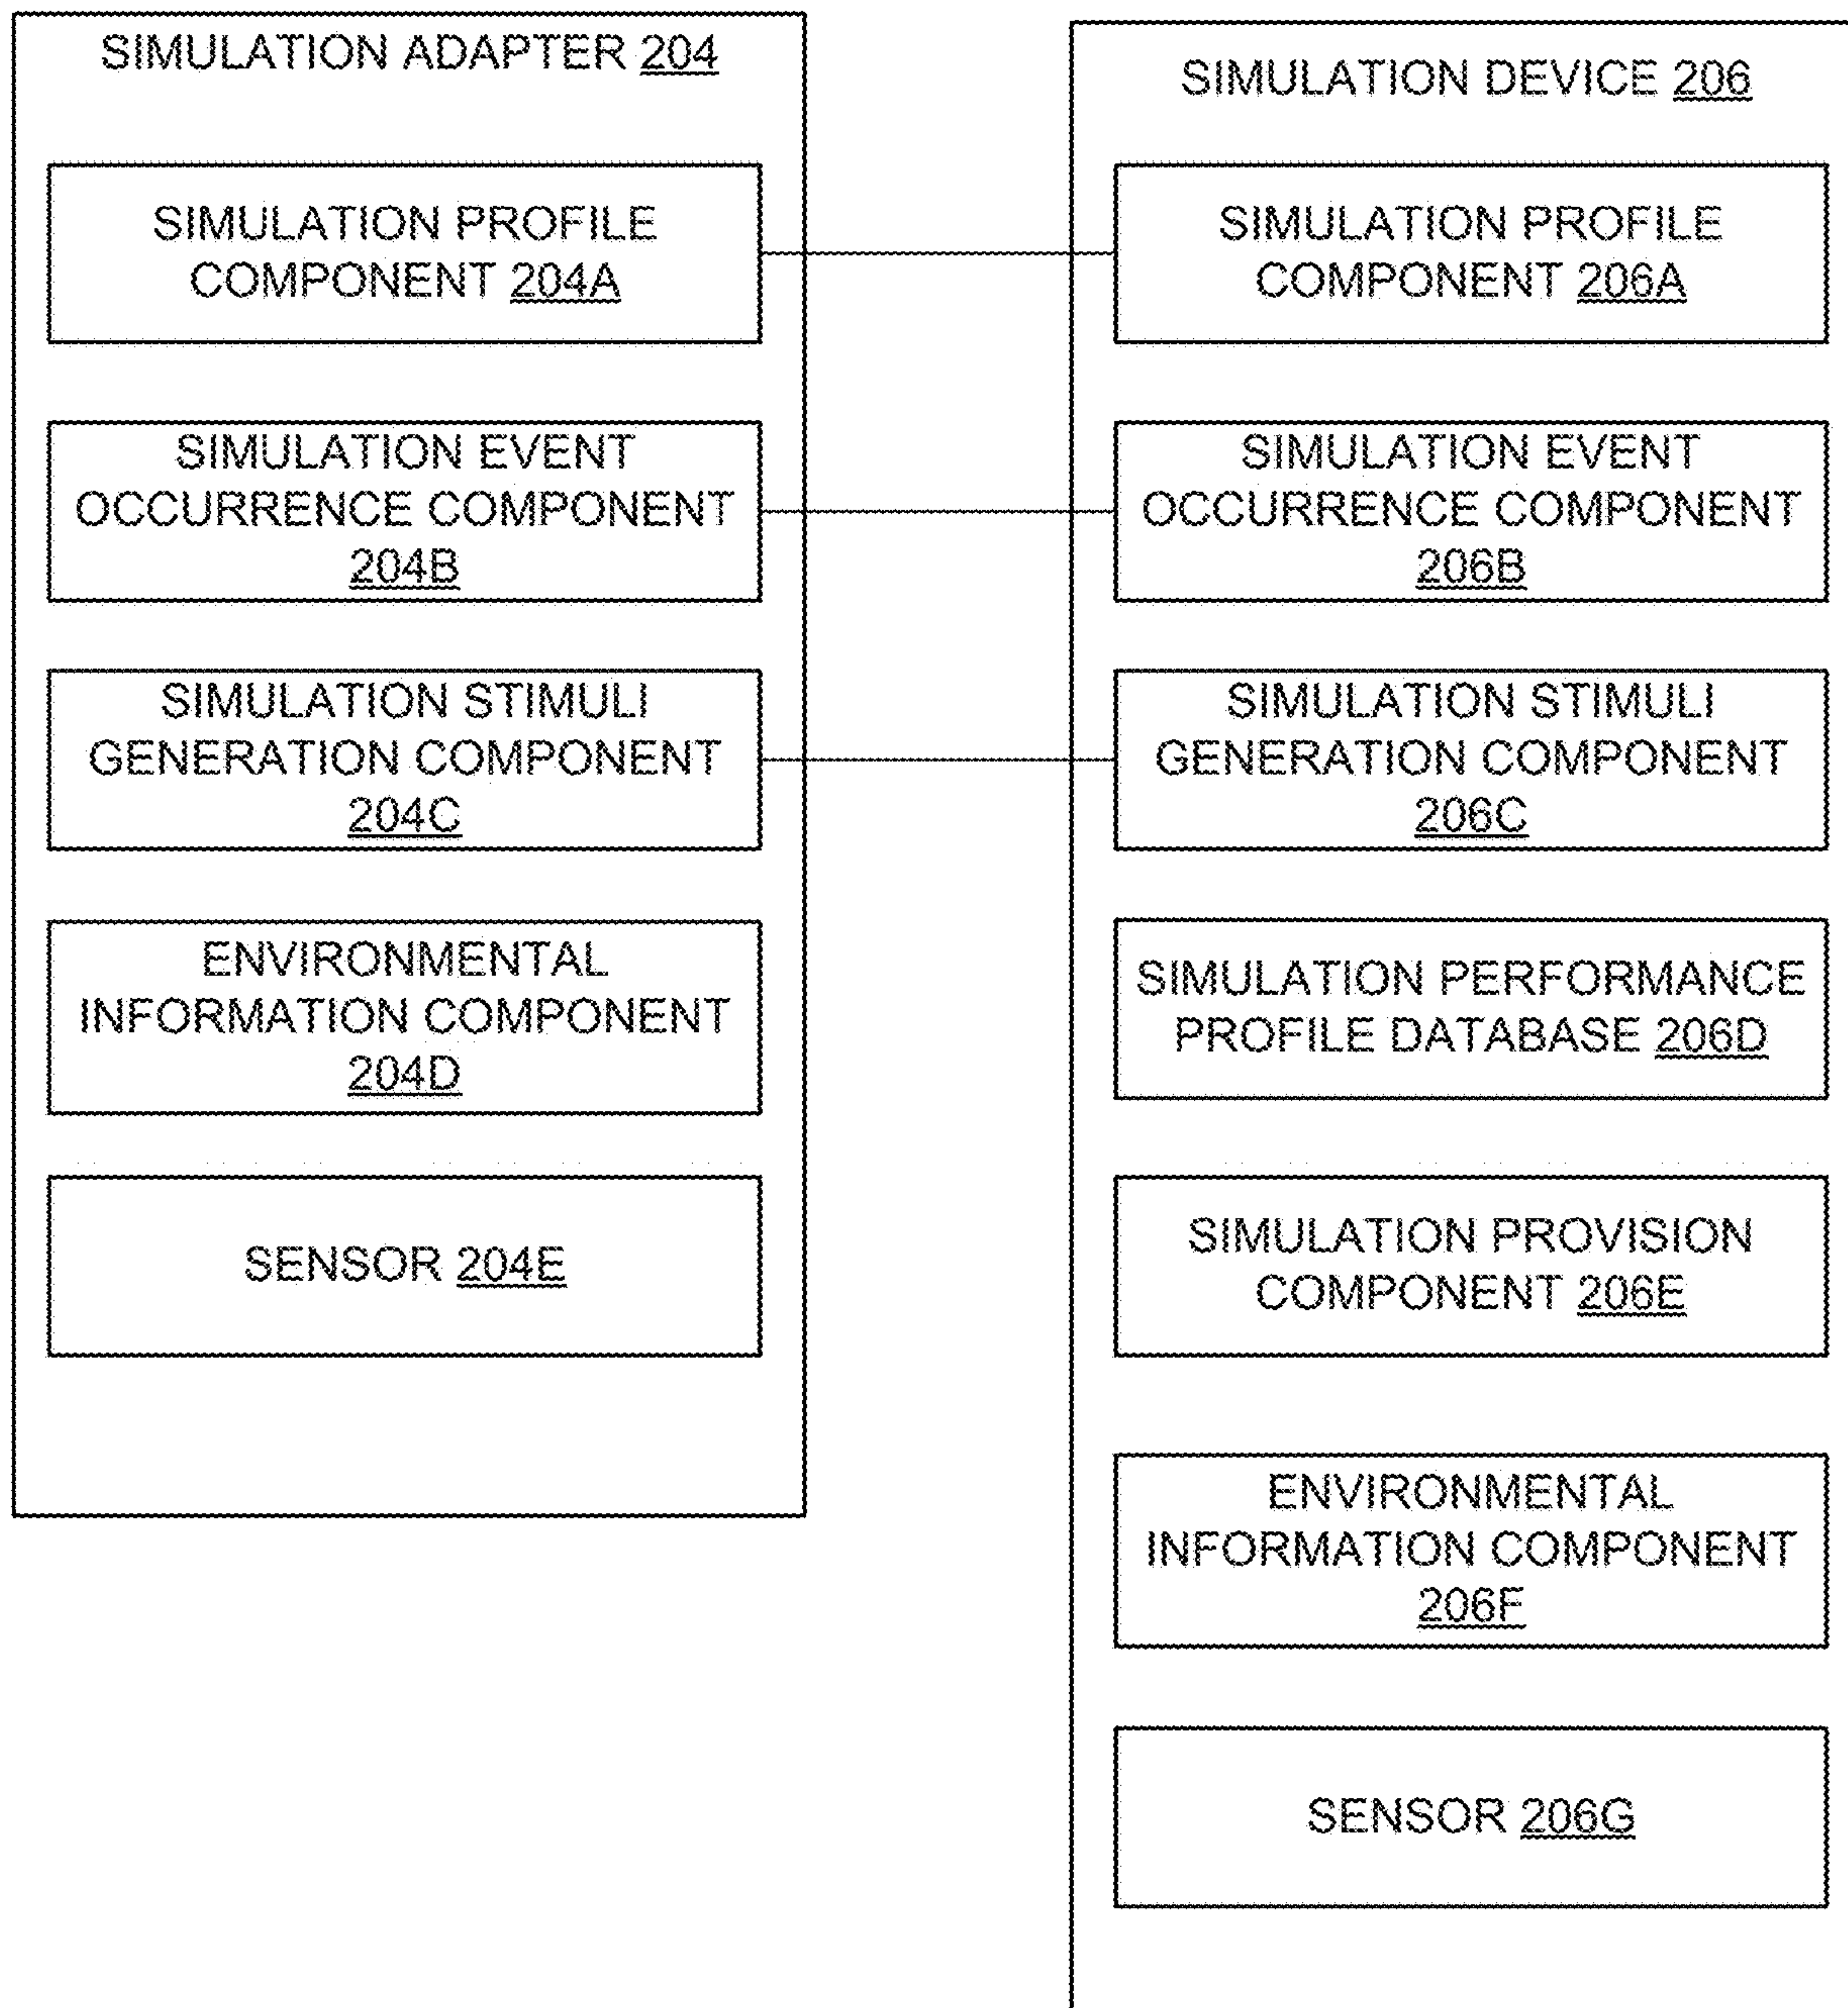 SIMULATION ADAPTER 204
SIMULATION PROFILE
COMPONENT 204A
SIMULATION EVENT
OCCURRENCE COMPONENT
204B
SIMULATION STIMULI
GENERATION COMPONENT
204C
ENVIRONMENTAL
INFORMATION COMPONENT
204D
SENSOR 204E
SIMULATION DEVICE 206
SIMULATION PROFILE
COMPONENT 206A
SIMULATION EVENT
OCCURRENCE COMPONENT
206B
SIMULATION STIMULI
GENERATION COMPONENT
206C
SIMULATION PERFORMANCE
PROFILE DATABASE 206D
SIMULATION PROVISION
COMPONENT 206E
ENVIRONMENTAL
INFORMATION COMPONENT
206F
SENSOR 206G